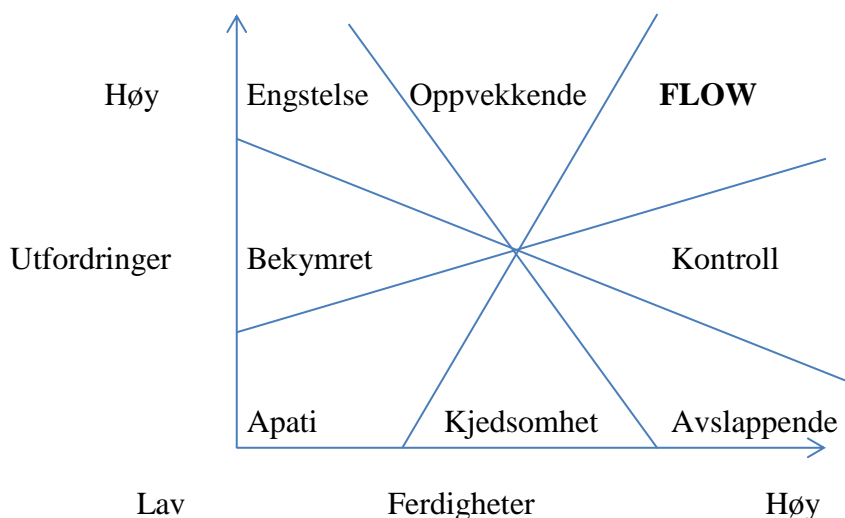 Høy Engstelse Oppvekkende FLOW
Utfordringer Bekymret Kontroll
Apati Kjedsomhet Avslappende
Lav Ferdigheter Høy